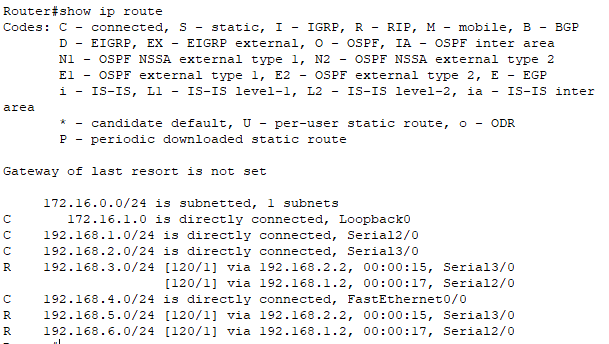 Router#show ip route
Codes: C - connected, S - static, I - IGRP, R - RIP, M - mobile, B - BGP
       D - EIGRP, EX - EIGRP external, O - OSPF, IA - OSPF inter area
       N1 - OSPF NSSA external type 1, N2 - OSPF NSSA external type 2
       E1 - OSPF external type 1, E2 - OSPF external type 2, E - EGP
       i - IS-IS, L1 - IS-IS level-1, L2 - IS-IS level-2, ia - IS-IS inter
area
       * - candidate default, U - per-user static route, o - ODR
       P - periodic downloaded static route
Gateway of last resort is not set
     172.16.0.0/24 is subnetted, 1 subnets
C       172.16.1.0 is directly connected, Loopback0
C    192.168.1.0/24 is directly connected, Serial2/0
C    192.168.2.0/24 is directly connected, Serial3/0
R    192.168.3.0/24 [120/1] via 192.168.2.2, 00:00:15, Serial3/0
                    [120/1] via 192.168.1.2, 00:00:17, Serial2/0
C    192.168.4.0/24 is directly connected, FastEthernet0/0
R    192.168.5.0/24 [120/1] via 192.168.2.2, 00:00:15, Serial3/0
R    192.168.6.0/24 [120/1] via 192.168.1.2, 00:00:17, Serial2/0